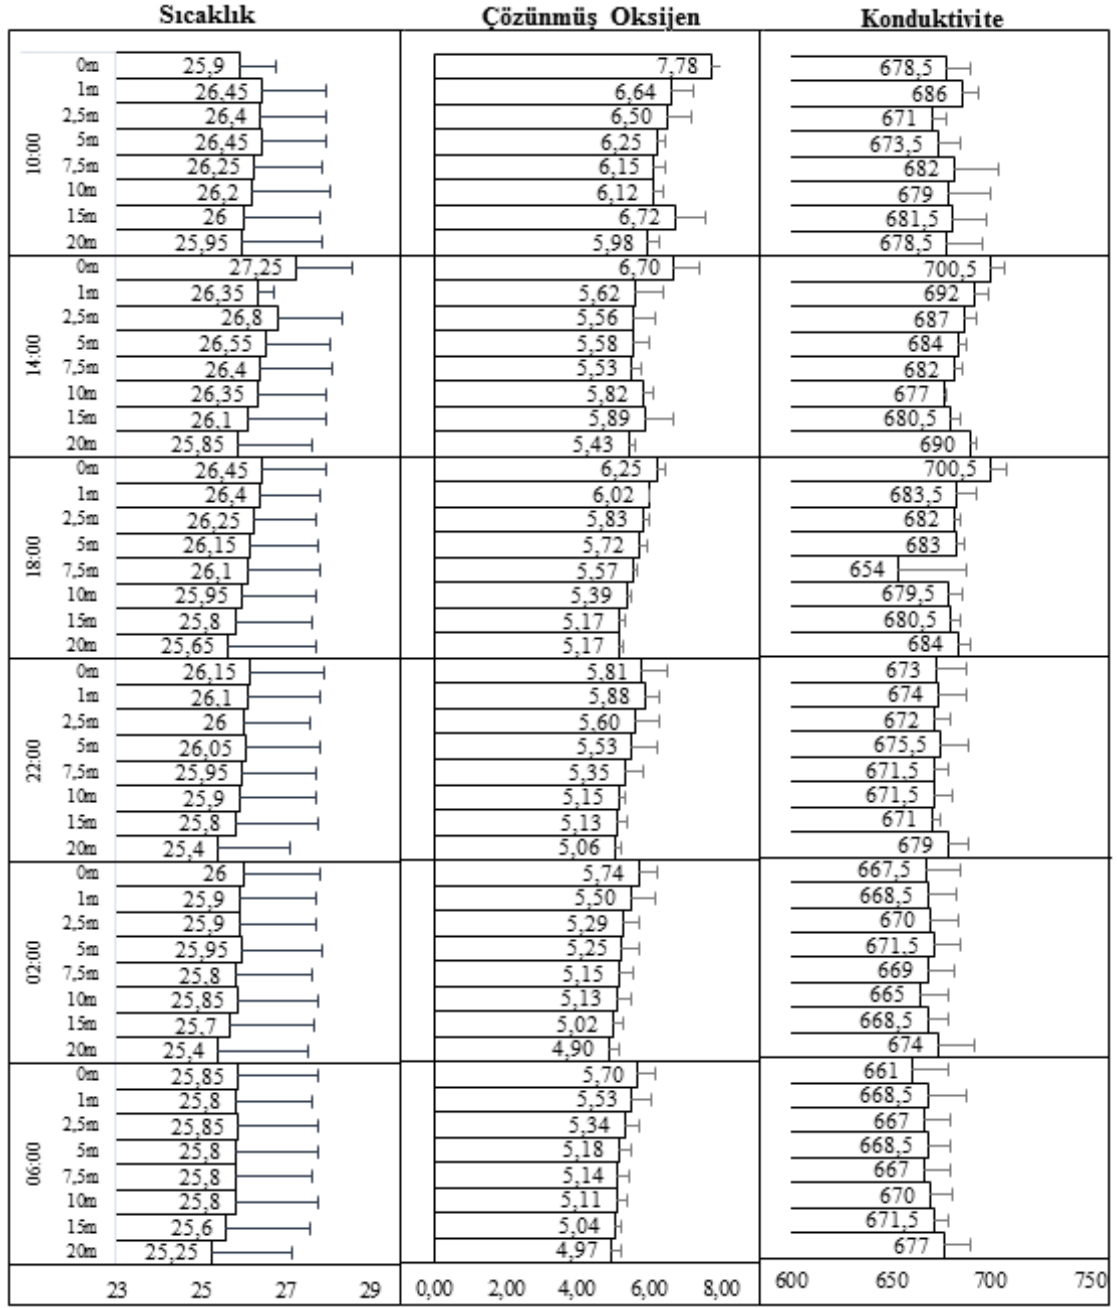 Sıcaklık Çözünmüş Oksijen Konduktivite
10:00
0m 25,9 7,78 678,5
1m 26,45 6,64 686
2,5m 26,4 6,50 671
5m 26,45 6,25 673,5
7,5m 26,25 6,15 682
10m 26,2 6,12 679
15m 26 6,72 681,5
20m 25,95 5,98 678,5
14:00
0m 27,25 6,70 700,5
1m 26,35 5,62 692
2,5m 26,8 5,56 687
5m 26,55 5,58 684
7,5m 26,4 5,53 682
10m 26,35 5,82 677
15m 26,1 5,89 680,5
20m 25,85 5,43 690
18:00
0m 26,45 6,25 700,5
1m 26,4 6,02 683,5
2,5m 26,25 5,83 682
5m 26,15 5,72 683
7,5m 26,1 5,57 654
10m 25,95 5,39 679,5
15m 25,8 5,17 680,5
20m 25,65 5,17 684
22:00
0m 26,15 5,81 673
1m 26,1 5,88 674
2,5m 26 5,60 672
5m 26,05 5,53 675,5
7,5m 25,95 5,35 671,5
10m 25,9 5,15 671,5
15m 25,8 5,13 671
20m 25,4 5,06 679
02:00
0m 26 5,74 667,5
1m 25,9 5,50 668,5
2,5m 25,9 5,29 670
5m 25,95 5,25 671,5
7,5m 25,8 5,15 669
10m 25,85 5,13 665
15m 25,7 5,02 668,5
20m 25,4 4,90 674
06:00
0m 25,85 5,70 661
1m 25,8 5,53 668,5
2,5m 25,85 5,34 667
5m 25,8 5,18 668,5
7,5m 25,8 5,14 667
10m 25,8 5,11 670
15m 25,6 5,04 671,5
20m 25,25 4,97 677
23 25 27 29 0,00 2,00 4,00 6,00 8,00 600 650 700 750